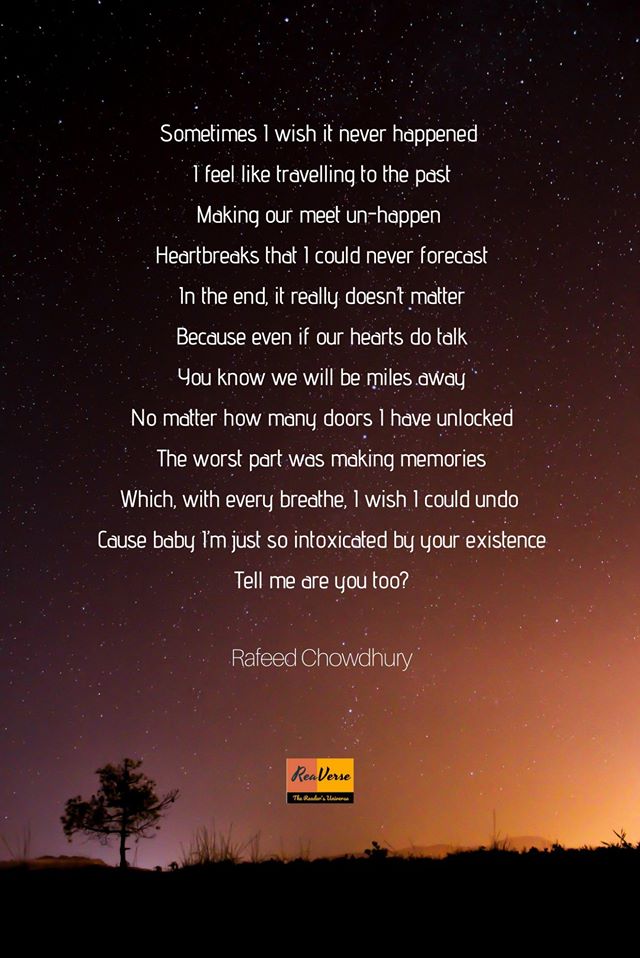 Sometimes I wish it never happened
I feel like travelling to the past
Making our meet un-happen
Heartbreaks that I could never forecast
In the end, it really doesn't matter
Because even if our hearts do talk
You know we will be miles away
No matter how many doors I have unlocked
The worst part was making memories
Which, with every breathe, I wish I could undo
Cause baby I'm just so intoxicated by your existence
Tell me are you too?
Rafeed Chowdhury
ReaVerse
The Reader's Universe